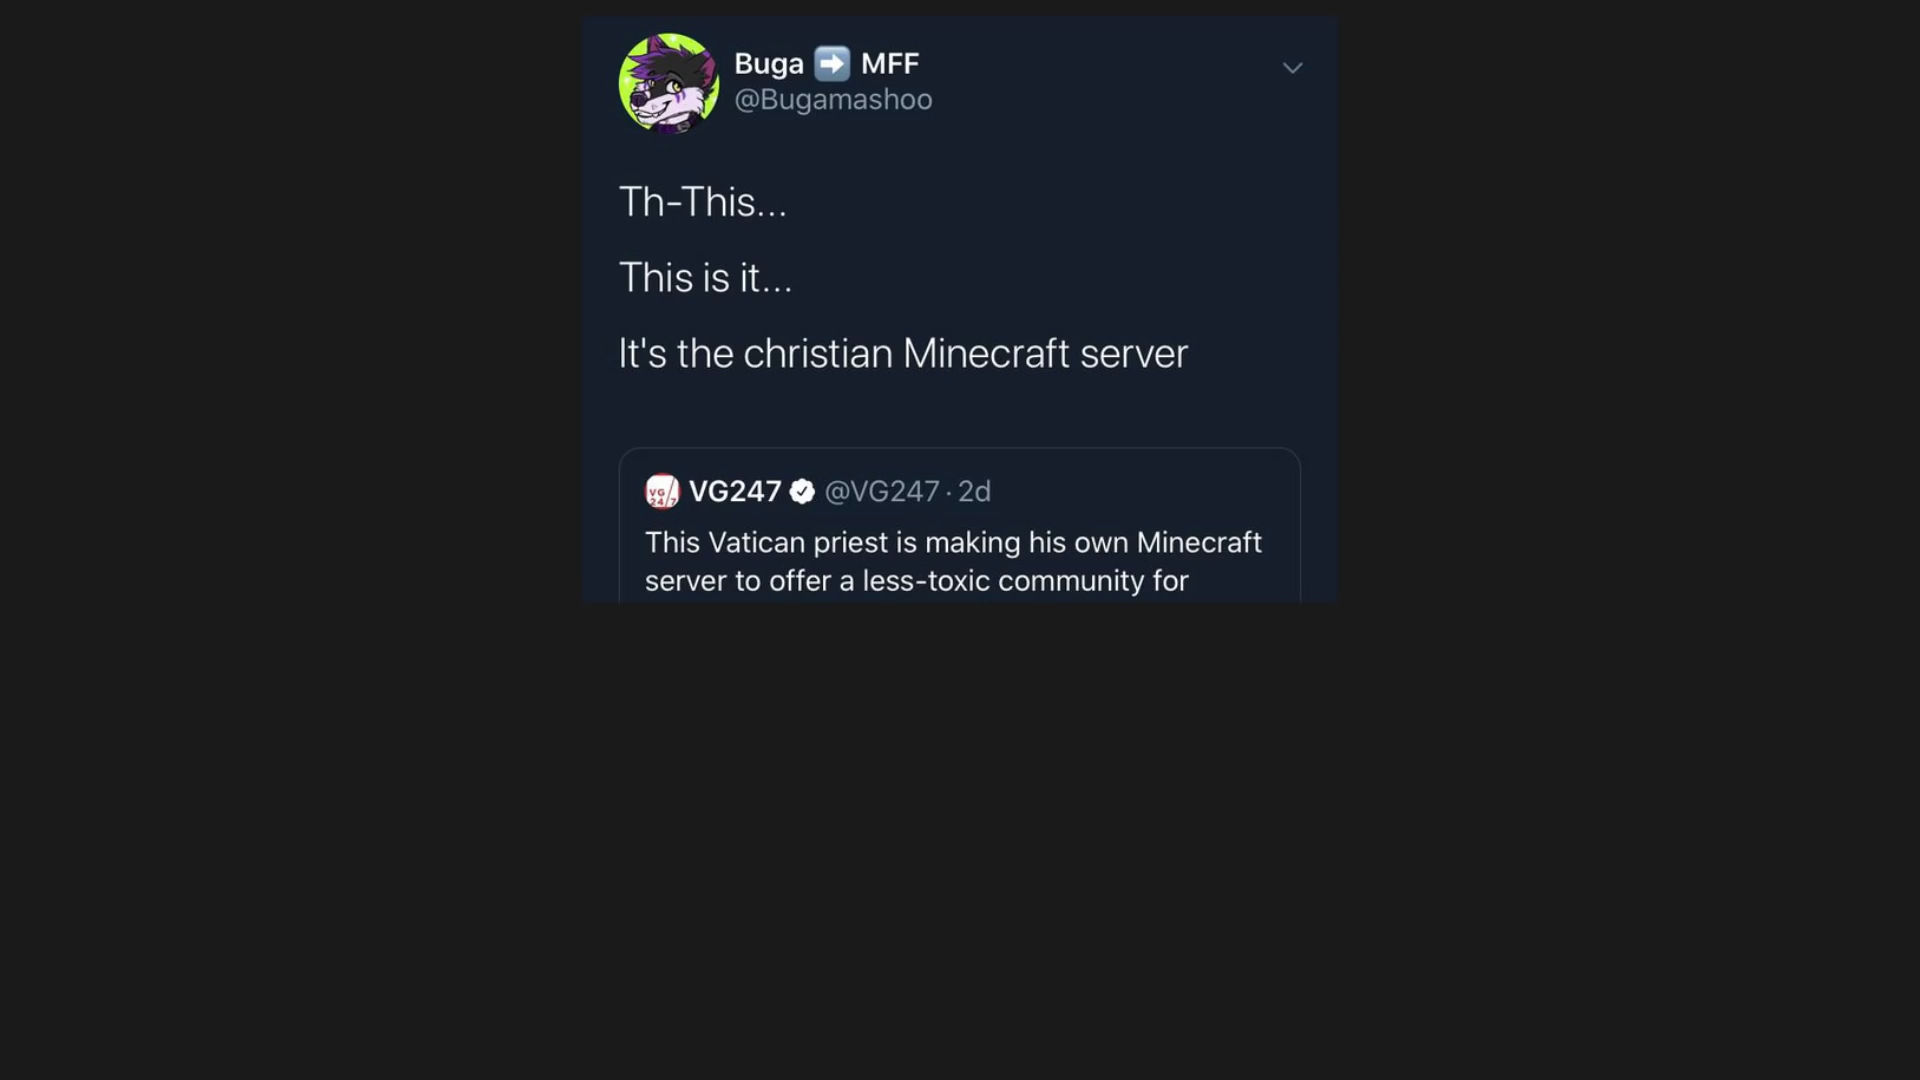 Buga ➡️ MFF
@Bugamashoo
Th-This...
This is it...
It's the christian Minecraft server
VG247 @VG247 · 2d
This Vatican priest is making his own Minecraft
server to offer a less-toxic community for